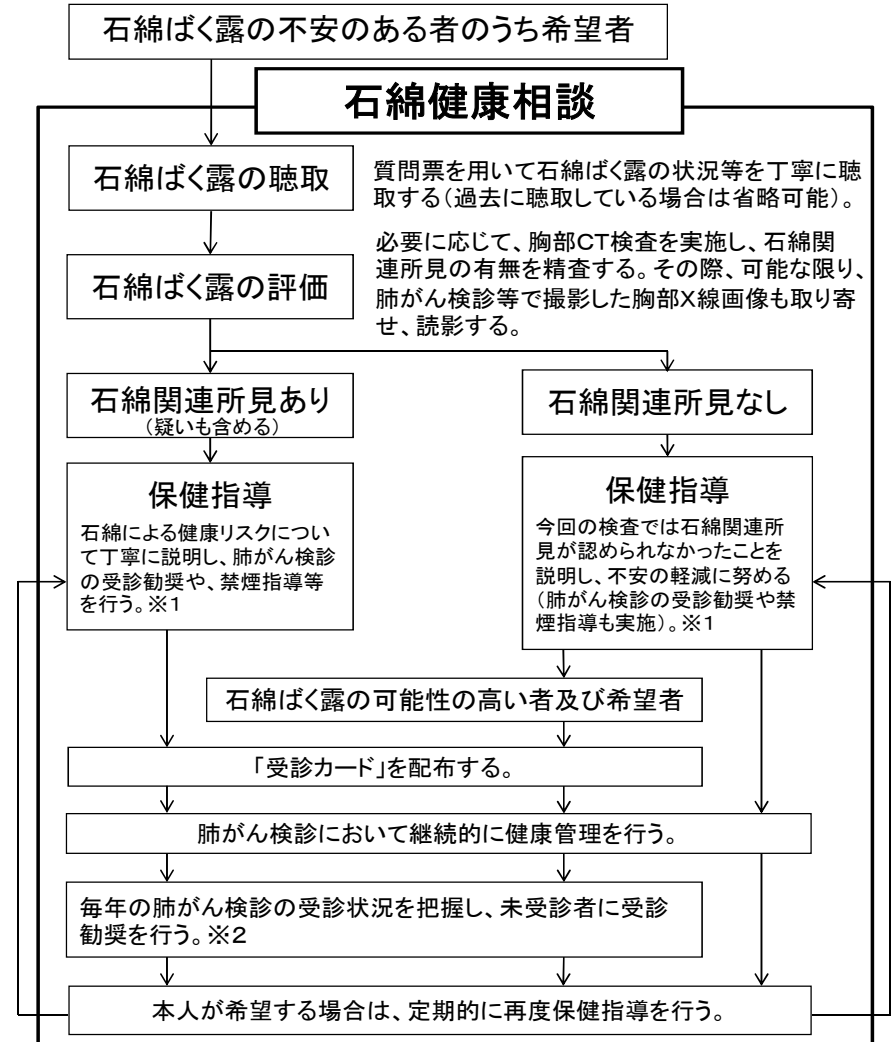 石綿ばく露の不安のある者のうち希望者
石綿健康相談
石綿ばく露の聴取
質問票を用いて石綿ばく露の状況等を丁寧に聴
取する(過去に聴取している場合は省略可能)。
石綿ばく露の評価
必要に応じて、胸部CT検査を実施し、石綿関
連所見の有無を精査する。その際、可能な限り、
肺がん検診等で撮影した胸部X線画像も取り寄
せ、読影する。
石綿関連所見あり
(疑いも含める)
石綿関連所見なし
保健指導
石綿による健康リスクについ
て丁寧に説明し、肺がん検診
の受診勧奨や、禁煙指導等
を行う。※1
保健指導
今回の検査では石綿関連所
見が認められなかったことを
説明し、不安の軽減に努める
(肺がん検診の受診勧奨や禁
煙指導も実施)。※1
石綿ばく露の可能性の高い者及び希望者
「受診カード」を配布する。
肺がん検診において継続的に健康管理を行う。
毎年の肺がん検診の受診状況を把握し、未受診者に受診
勧奨を行う。※2
本人が希望する場合は、定期的に再度保健指導を行う。